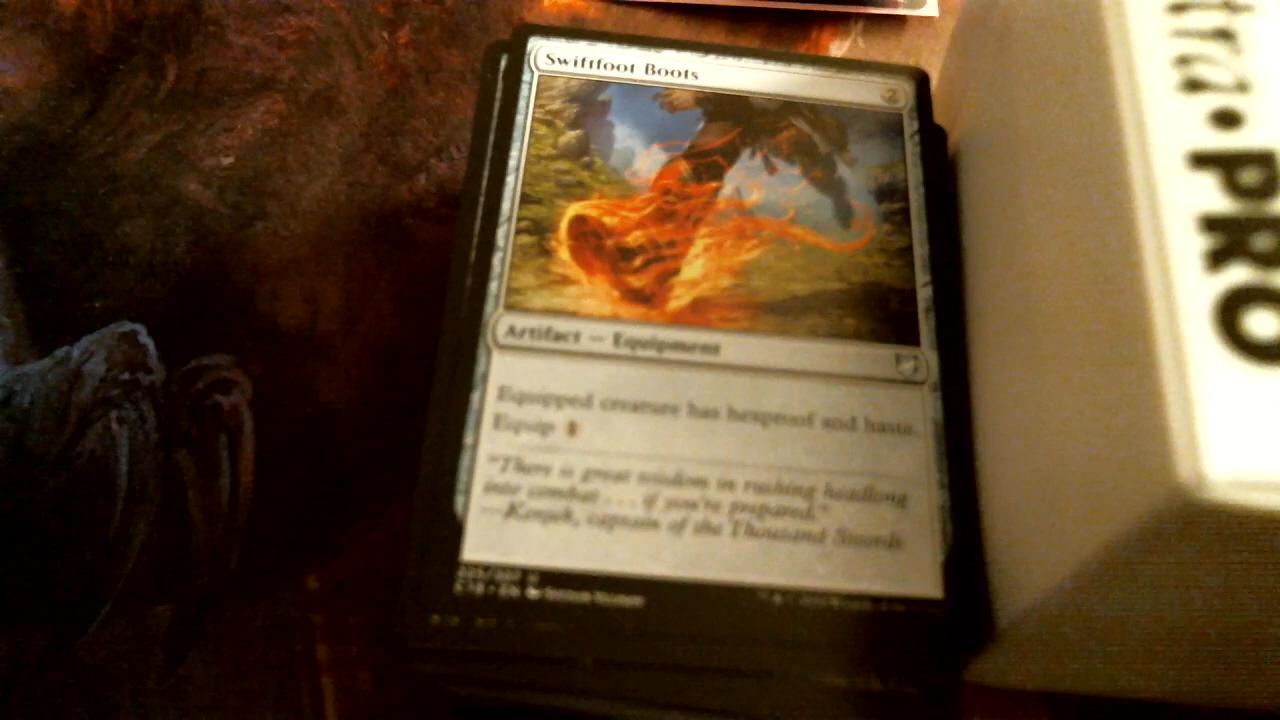 Swiftfoot Boots
2
Artifact — Equipment
Equipped creature has hexproof and haste.
Equip
"There is great wisdom in rushing headlong
into combat . . . if you're prepared."
captain of the Thousand Swords
PRO